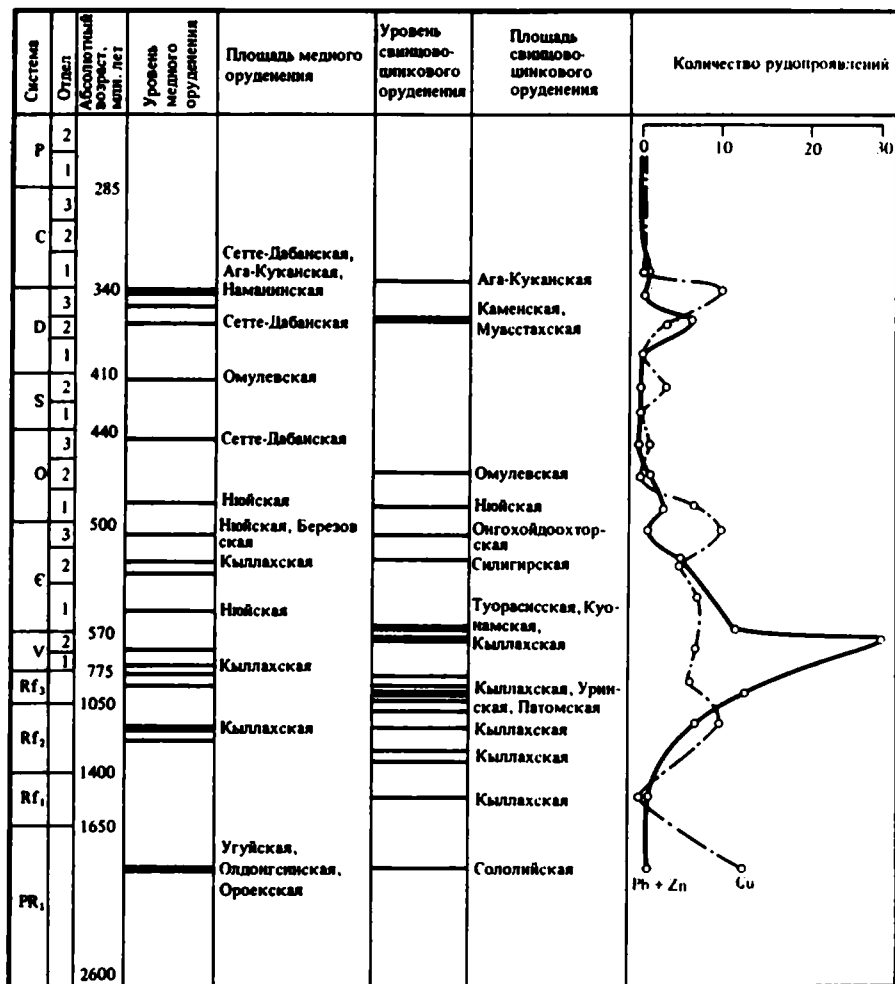 Система
Отдел
Абсолютный возраст, млн. лет
Уровень медного оруденения
Площадь медного оруденения
Уровень свинцово-цинкового оруденения
Площадь свинцово-цинкового оруденения
Количество рудопроявлений
0 10 20 30
P 2
1
285
C 3
2
1
Сетте-Дабанская,
Ага-Куканская,
Ага-Куканская
340
Наманинская
D 3
Каменская,
2
Сетте-Дабанская
Мувстахская
1
410
S 2
Омулевская
1
440
O 3
Сетте-Дабанская
2
Омулевская
1
Нюйская
Нюйская
500
Є 3
Нюйская, Березов
ская
Онгохойдоохтор-
ская
2
Кыллахская
Силигирская
1
Нюйская
Туорасисская, Куо-
намская,
Кыллахская
570
V 2
1
Кыллахская
775
Rf₃
Кыллахская, Урин-
ская, Патомская
1050
Rf₂
Кыллахская
Кыллахская
Кыллахская
1400
Rf₁
Кыллахская
1650
Угуйская,
Олдонгсинская,
Ороекская
Сололийская
Pb + Zn
Cu
PR₁
2600